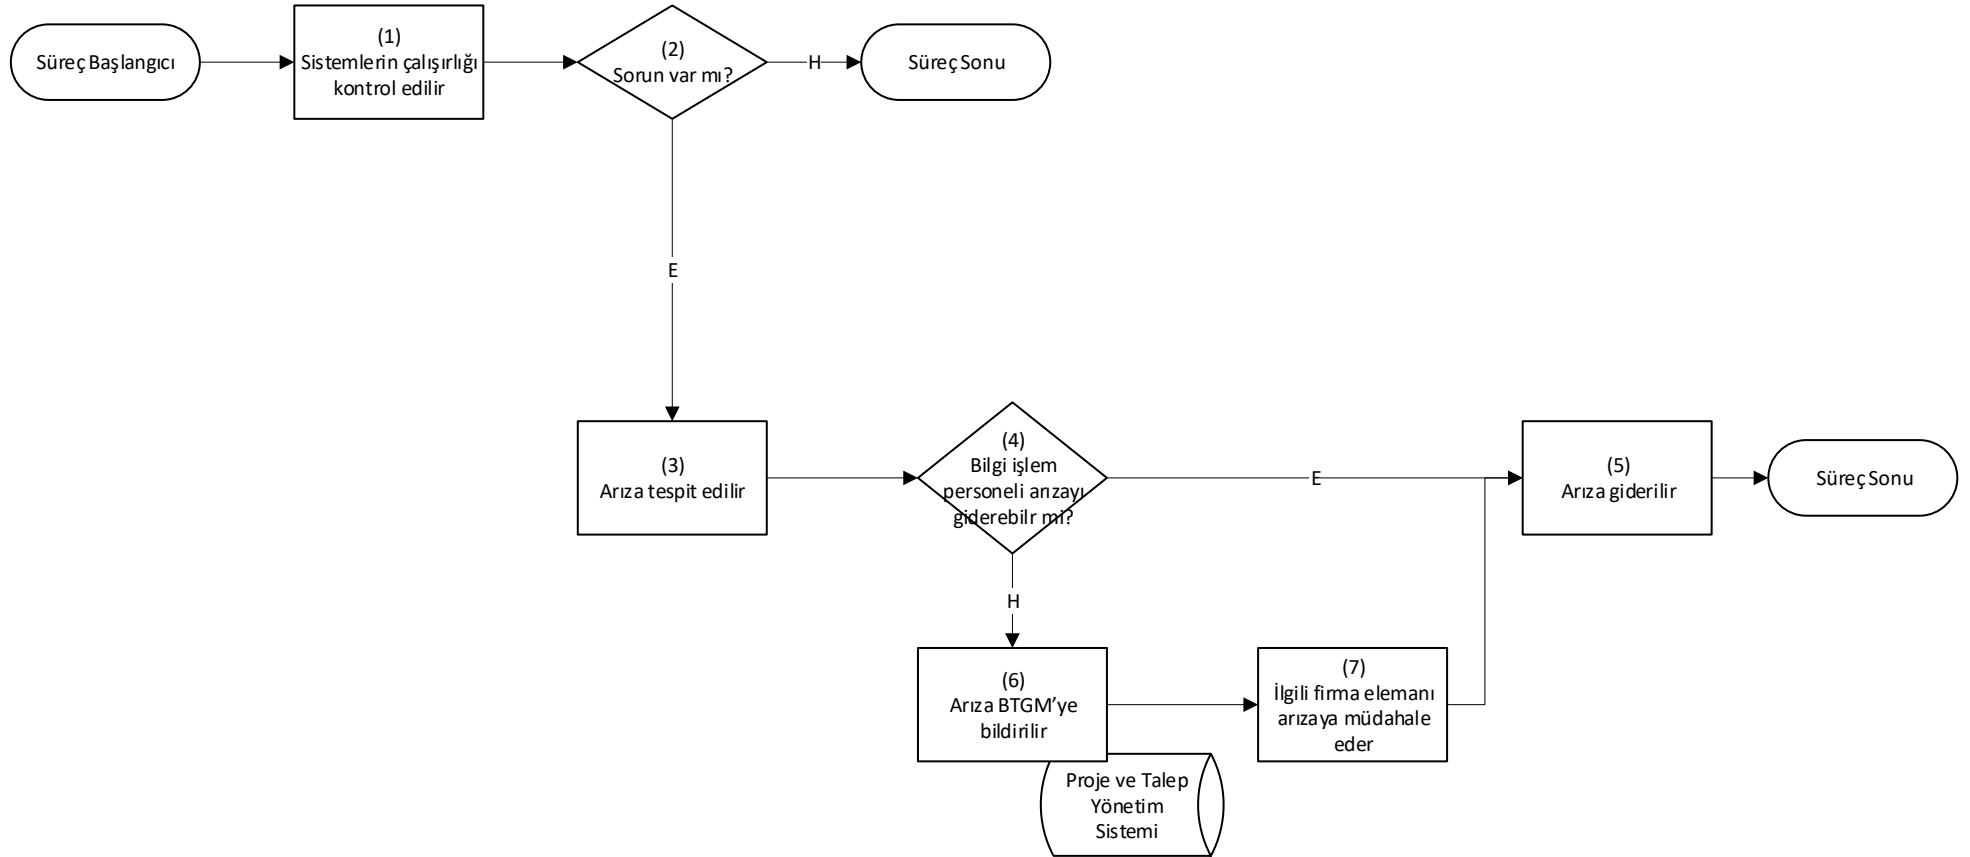 Süreç Başlangıcı
(1)
Sistemlerin çalışırlığı
kontrol edilir
(2)
Sorun var mı?
H
Süreç Sonu
E
(3)
Arıza tespit edilir
(4)
Bilgi işlem
personeli arızayı
giderebilr mi?
E
(5)
Arıza giderilir
Süreç Sonu
H
(6)
Arıza BTGM’ye
bildirilir
(7)
İlgili firma elemanı
arızaya müdahale
eder
Proje ve Talep
Yönetim
Sistemi